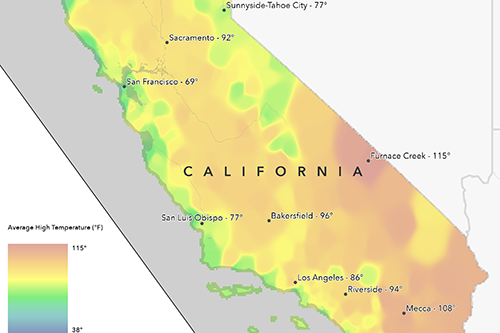 Sunnyside-Tahoe City - 77°
Sacramento - 92°
San Francisco - 69°
Furnace Creek - 115°
CALIFORNIA
San Luis Obispo - 77°
Bakersfield - 96°
Average High Temperature (°F)
115°
38°
Los Angeles - 86°
Riverside - 94°
Mecca - 108°